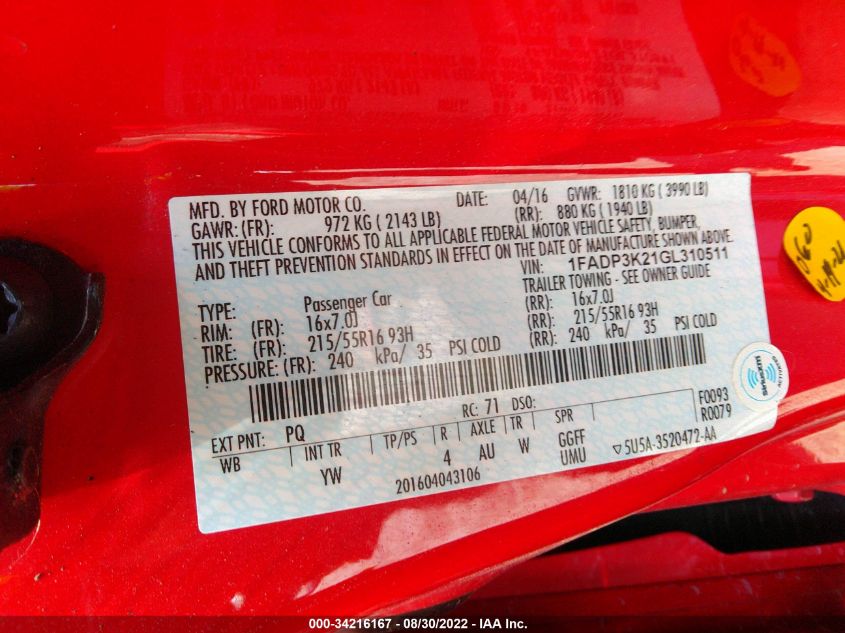 MFD. BY FORD MOTOR CO. DATE: 04/16 GVWR: 1810 KG ( 3990 LB)
GAWR: (FR): 972 KG ( 2143 LB) (RR): 880 KG ( 1940 LB)
THIS VEHICLE CONFORMS TO ALL APPLICABLE FEDERAL MOTOR VEHICLE SAFETY, BUMPER,
AND THEFT PREVENTION STANDARDS IN EFFECT ON THE DATE OF MANUFACTURE SHOWN ABOVE.
VIN: 1FADP3K21GL310511
TYPE: Passenger Car TRAILER TOWING - SEE OWNER GUIDE
RIM: (FR): 16x7.0J (RR): 16x7.0J
TIRE: (FR): 215/55R16 93H (RR): 215/55R16 93H
PRESSURE: (FR): 240 kPa/ 35 PSI COLD (RR): 240 kPa/ 35 PSI COLD
siriusxm
RC: 71 DSO: F0093
EXT PNT: PQ R0079
WB INT TR TP/PS R AXLE TR SPR
YW 4 AU W GGFF
UMU 5U5A-3520472-AA
201604043106
000-34216167 - 08/30/2022 - IAA Inc.